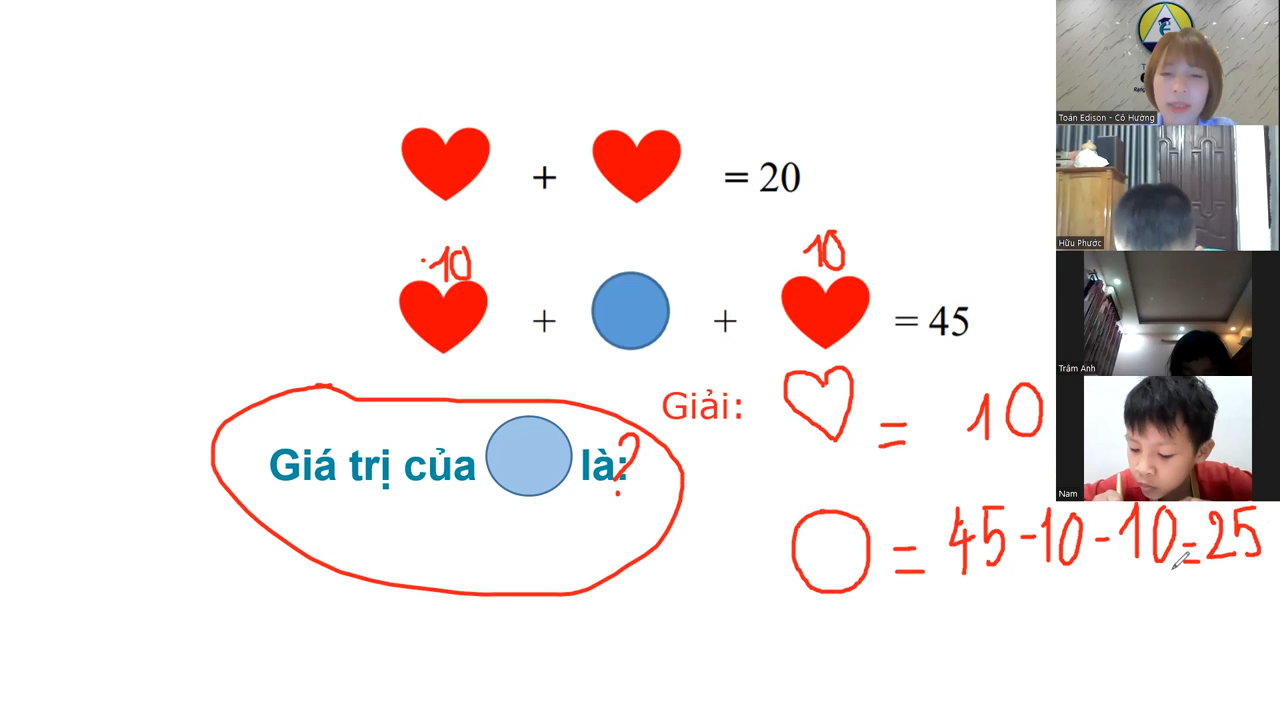 + = 20
10 10
+ + = 45
Giải: = 10
Giá trị của là: ?
= 45 - 10 - 10 = 25
Toán Edison - Cô Hường
Hữu Phước
Trâm Anh
Nam